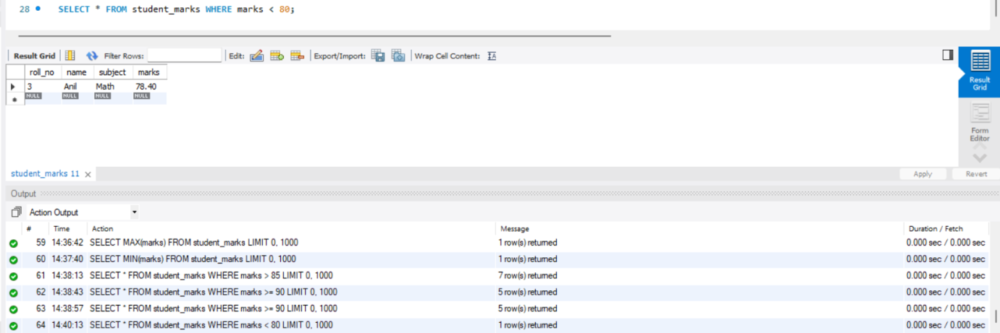 28 SELECT * FROM student_marks WHERE marks < 80;
Result Grid Filter Rows: Edit: Export/Import: Wrap Cell Content: IA
roll_no name subject marks
3 Anil Math 78.40
NULL NULL NULL NULL
Result Grid
Form Editor
student_marks 11 Apply Revert
Output
Action Output
# Time Action Message Duration / Fetch
59 14:36:42 SELECT MAX(marks) FROM student_marks LIMIT 0, 1000 1 row(s) returned 0.000 sec / 0.000 sec
60 14:37:40 SELECT MIN(marks) FROM student_marks LIMIT 0, 1000 1 row(s) returned 0.000 sec / 0.000 sec
61 14:38:13 SELECT * FROM student_marks WHERE marks > 85 LIMIT 0, 1000 7 row(s) returned 0.000 sec / 0.000 sec
62 14:38:43 SELECT * FROM student_marks WHERE marks >= 90 LIMIT 0, 1000 5 row(s) returned 0.000 sec / 0.000 sec
63 14:38:57 SELECT * FROM student_marks WHERE marks >= 90 LIMIT 0, 1000 5 row(s) returned 0.000 sec / 0.000 sec
64 14:40:13 SELECT * FROM student_marks WHERE marks < 80 LIMIT 0, 1000 1 row(s) returned 0.000 sec / 0.000 sec